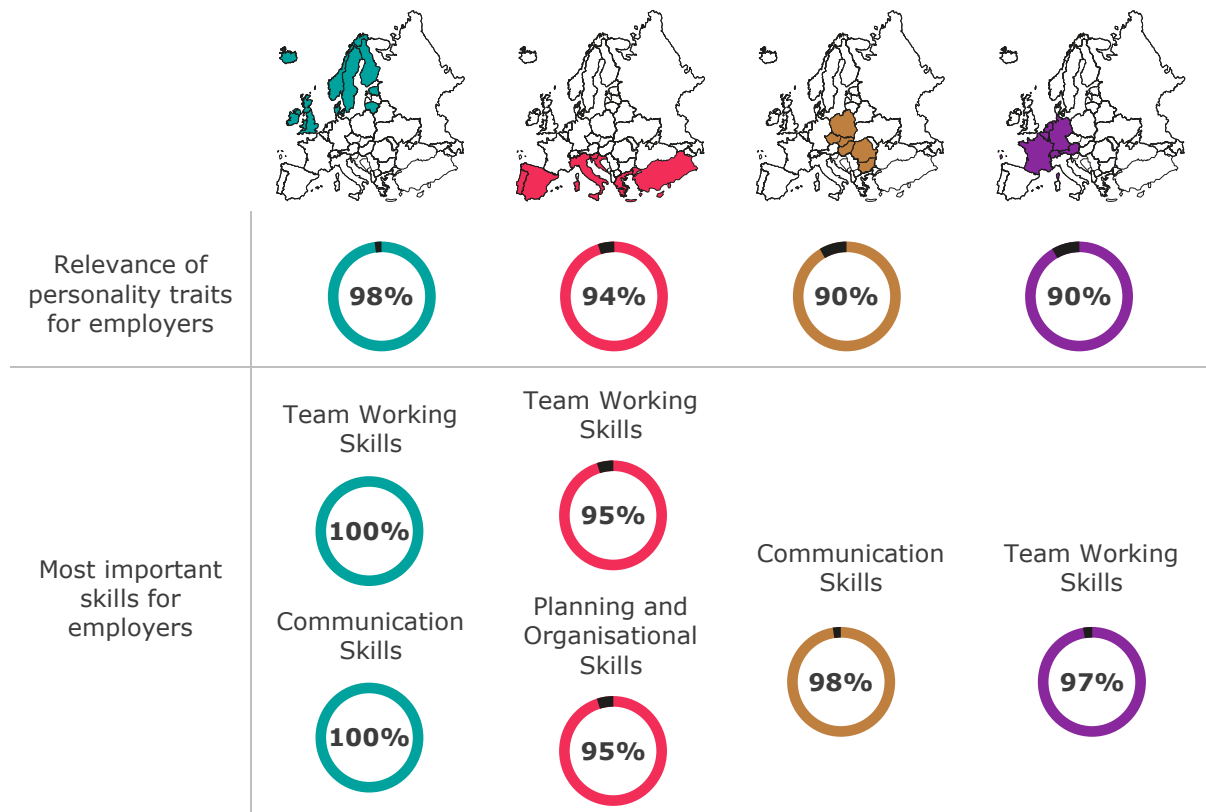 Relevance of
personality traits
for employers
98%
94%
90%
90%
Most important
skills for
employers
Team Working
Skills
100%
Communication
Skills
100%
Team Working
Skills
95%
Planning and
Organisational
Skills
95%
Communication
Skills
98%
Team Working
Skills
97%